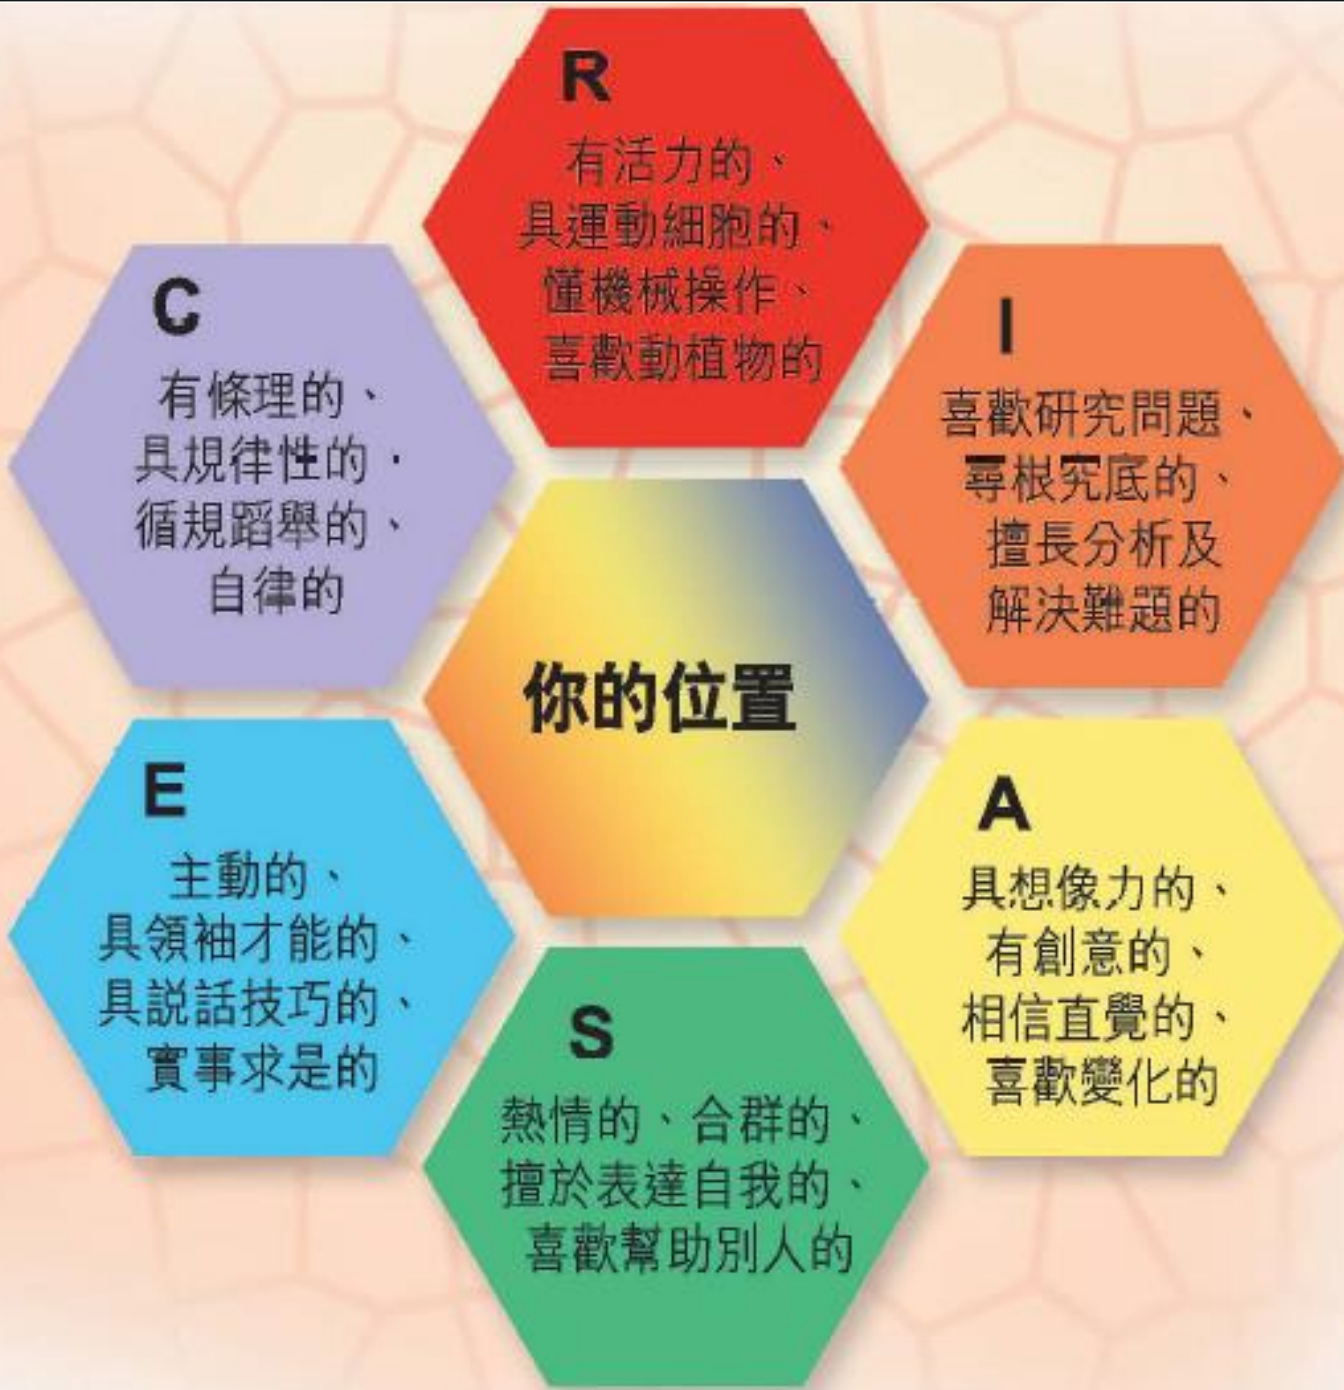 R
有活力的、
具運動細胞的、
懂機械操作、
喜歡動植物的
I
喜歡研究問題、
尋根究底的、
擅長分析及
解決難題的
A
具想像力的、
有創意的、
相信直覺的、
喜歡變化的
S
熱情的、合群的、
擅於表達自我的、
喜歡幫助別人的
E
主動的、
具領袖才能的、
具説話技巧的、
實事求是的
C
有條理的、
具規律性的，
循規蹈舉的、
自律的
你的位置